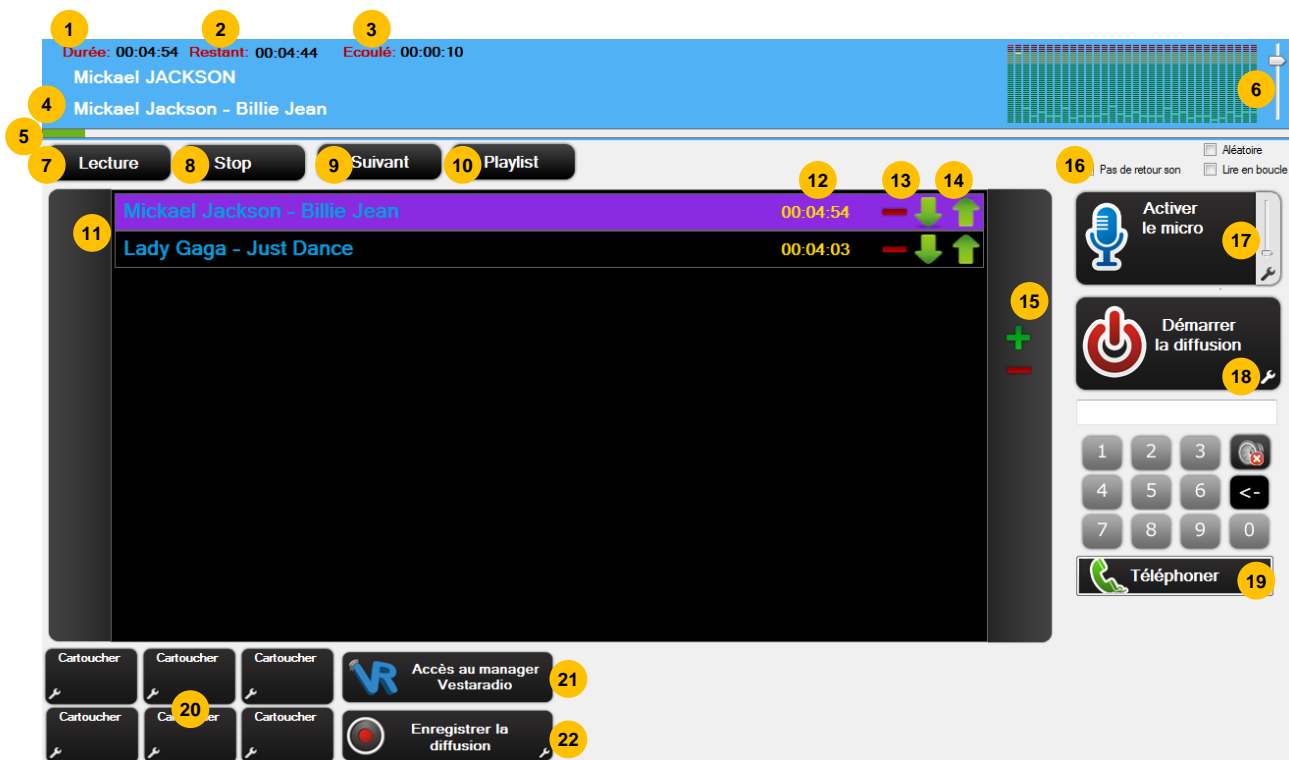 1 2 3
Durée: 00:04:54 Restant: 00:04:44 Ecoulé: 00:00:10
Mickael JACKSON
4 Mickael Jackson - Billie Jean
6
5
7 Lecture 8 Stop 9 Suivant 10 Playlist
Aléatoire
16 Pas de retour son Lire en boucle
12 13 14
Mickael Jackson - Billie Jean 00:04:54
11
Lady Gaga - Just Dance 00:04:03
Activer
le micro
17
15
Démarrer
la diffusion
18
1 2 3
4 5 6 <-
7 8 9 0
Téléphoner 19
Cartoucher Cartoucher Cartoucher
20
Cartoucher Cartoucher
VR Accès au manager
Vestaradio
21
Enregistrer la
diffusion
22